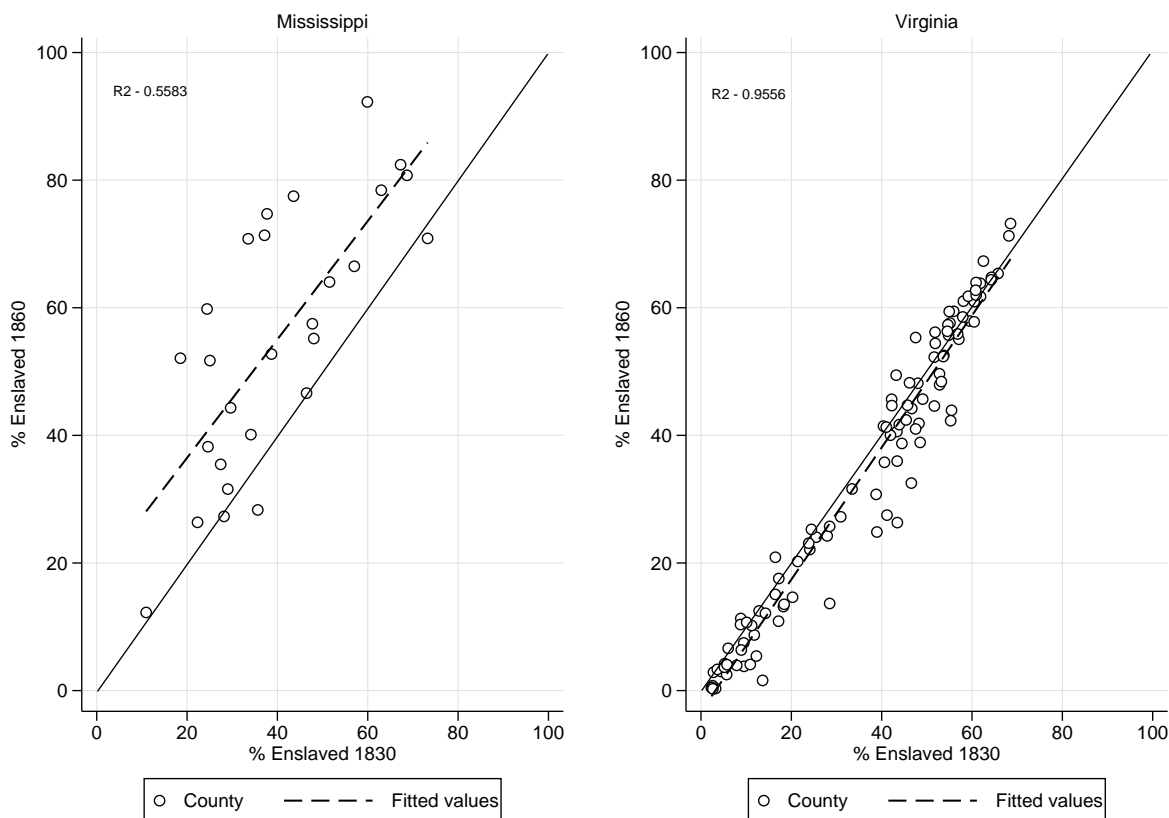 Mississippi
R2 - 0.5583
% Enslaved 1860
100
80
60
40
20
0
0 20 40 60 80 100
% Enslaved 1830
County Fitted values
Virginia
R2 - 0.9556
% Enslaved 1860
100
80
60
40
20
0
0 20 40 60 80 100
% Enslaved 1830
County Fitted values